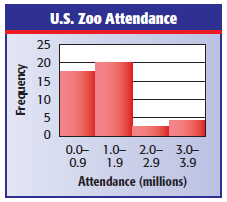 U.S. Zoo Attendance
Frequency
25
20
15
10
5
0
0.0– 1.0– 2.0– 3.0–
0.9 1.9 2.9 3.9
Attendance (millions)